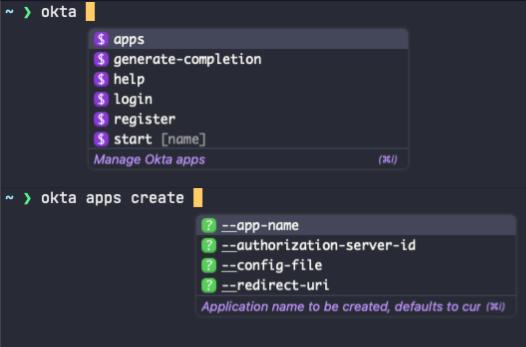 ~ ❯ okta
$ apps
$ generate-completion
$ help
$ login
$ register
$ start [name]
Manage Okta apps (⌘i)
~ ❯ okta apps create
? --app-name
? --authorization-server-id
? --config-file
? --redirect-uri
Application name to be created, defaults to cur (⌘i)